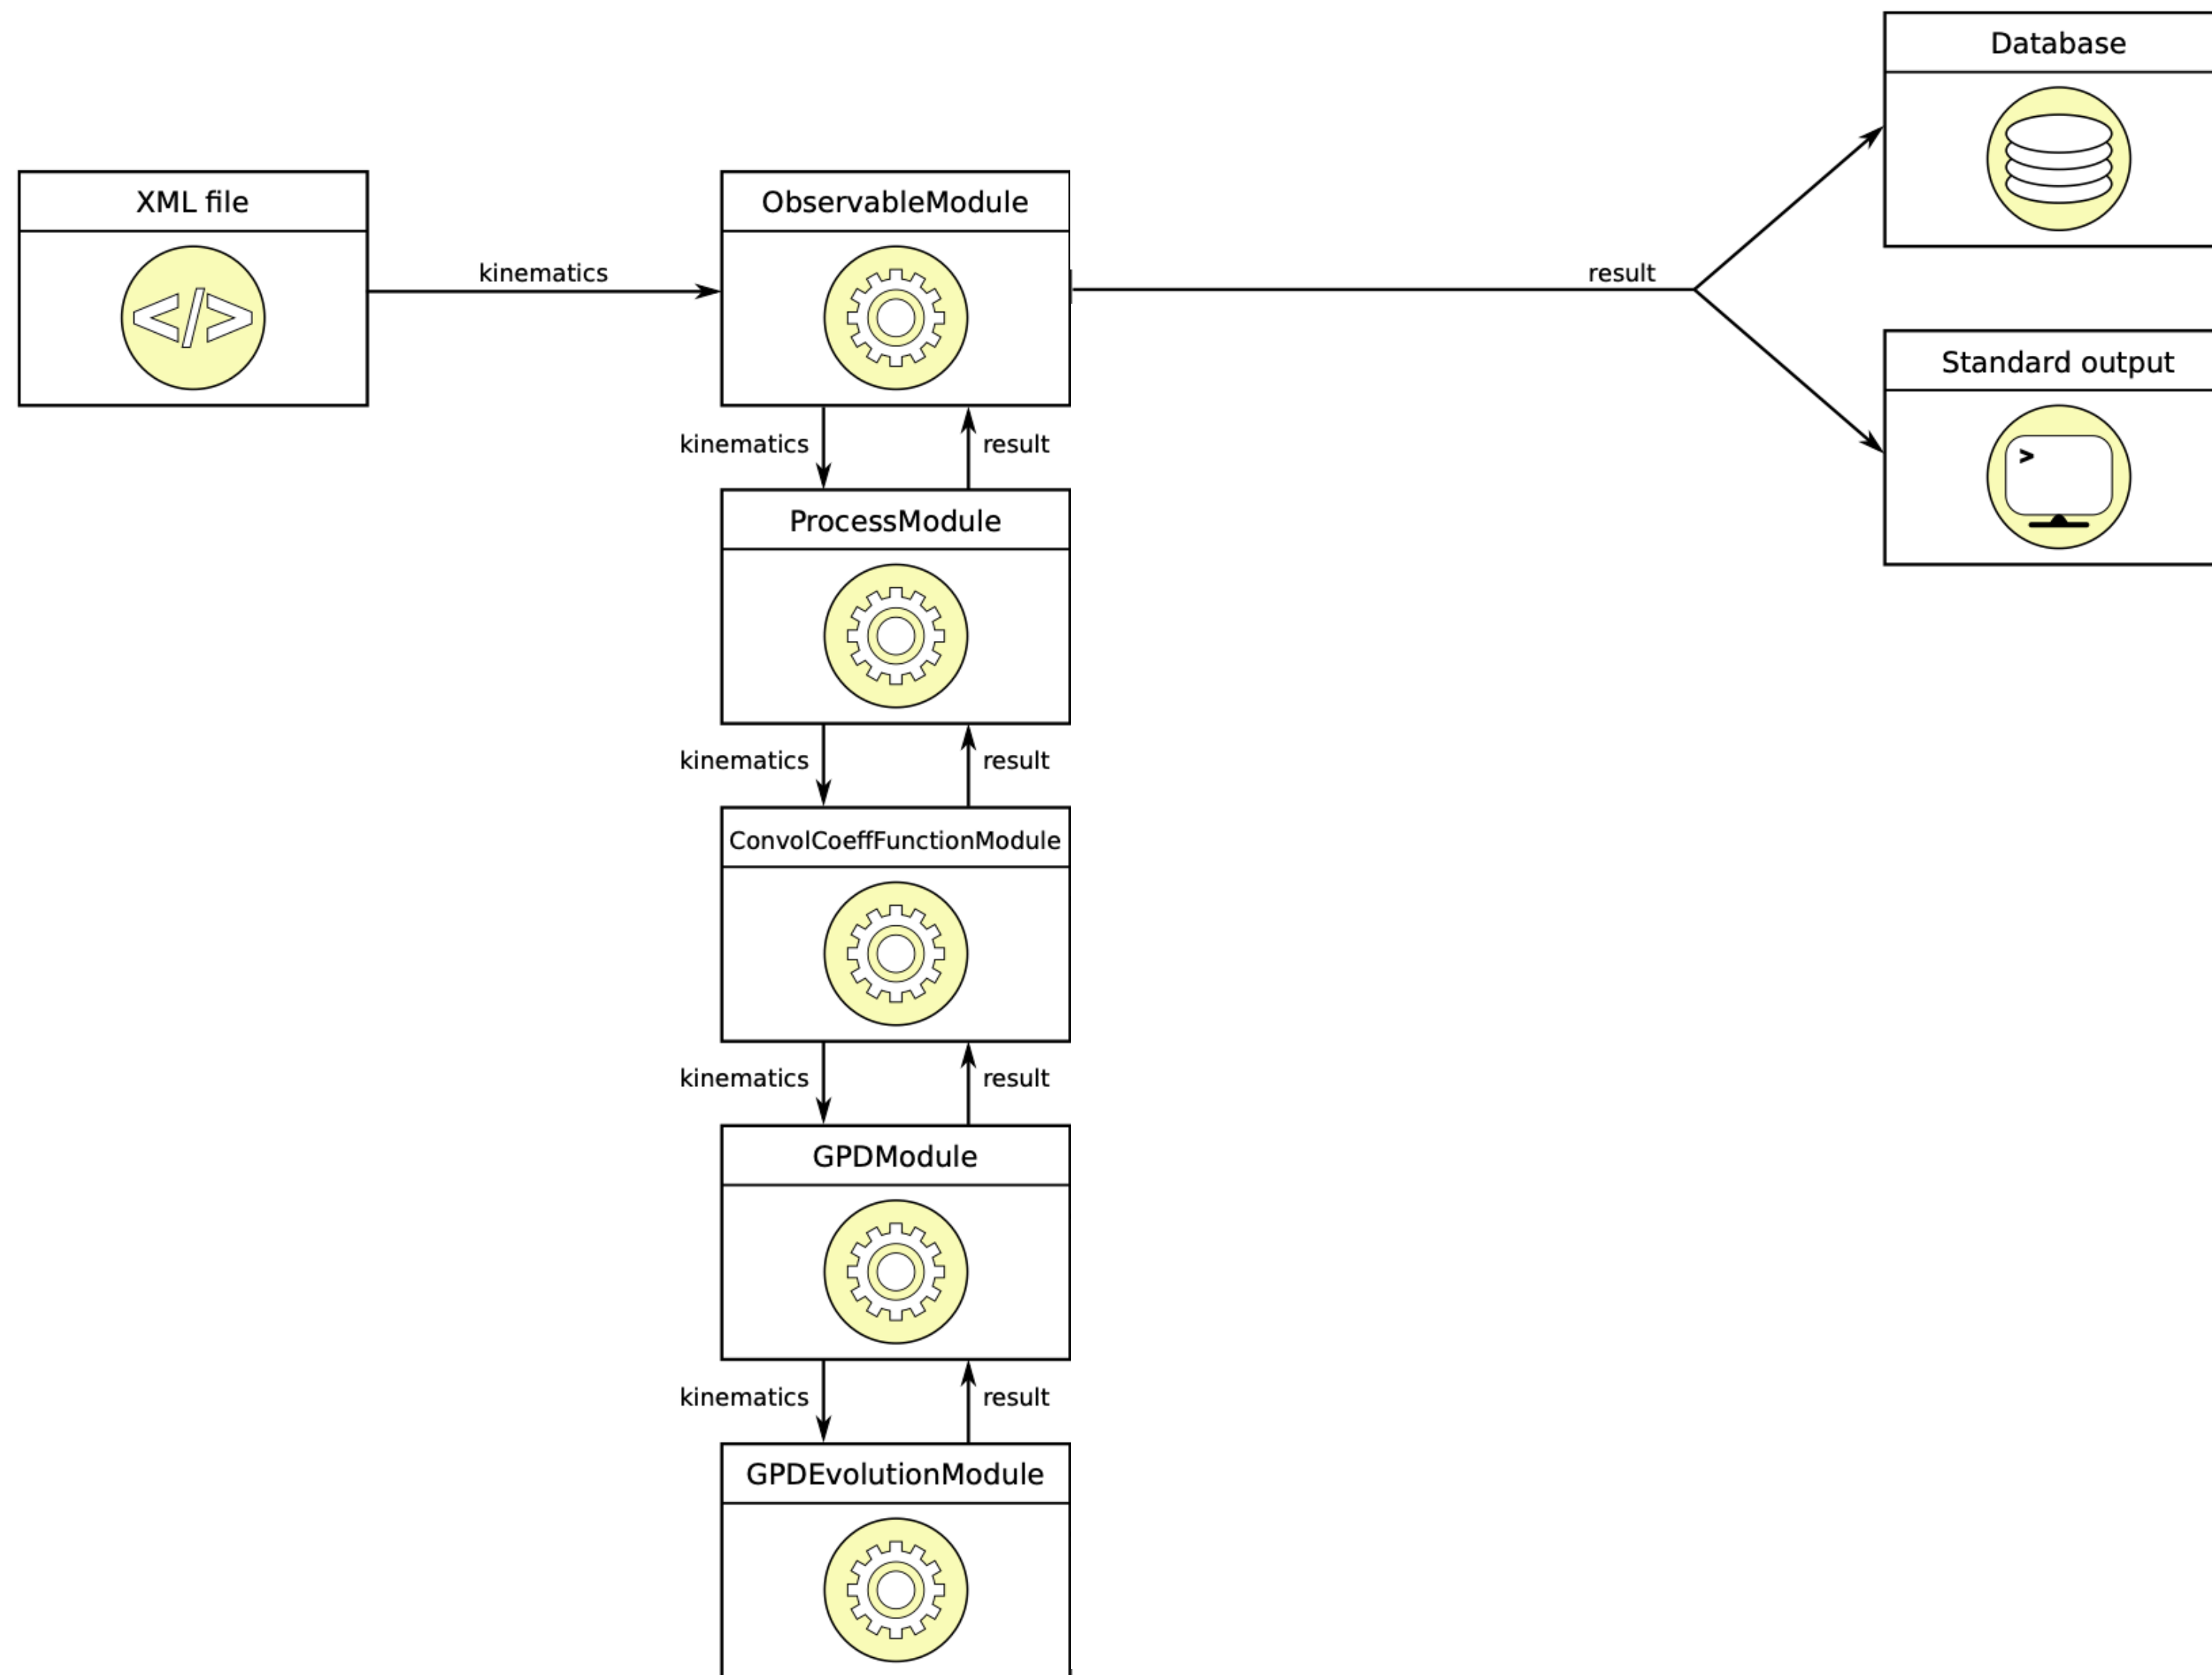 Database
XML file
ObservableModule
kinematics
result
Standard output
>
</>
kinematics
result
ProcessModule
kinematics
result
ConvolCoeffFunctionModule
kinematics
result
GPDModule
kinematics
result
GPDEvolutionModule